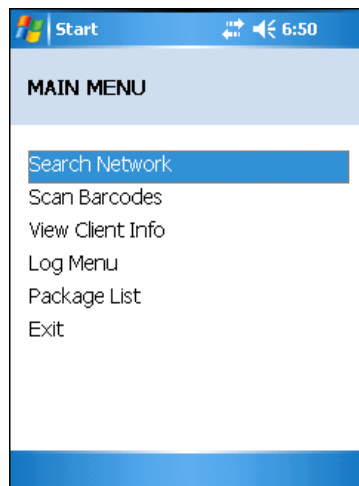 Start 6:50
MAIN MENU
Search Network
Scan Barcodes
View Client Info
Log Menu
Package List
Exit